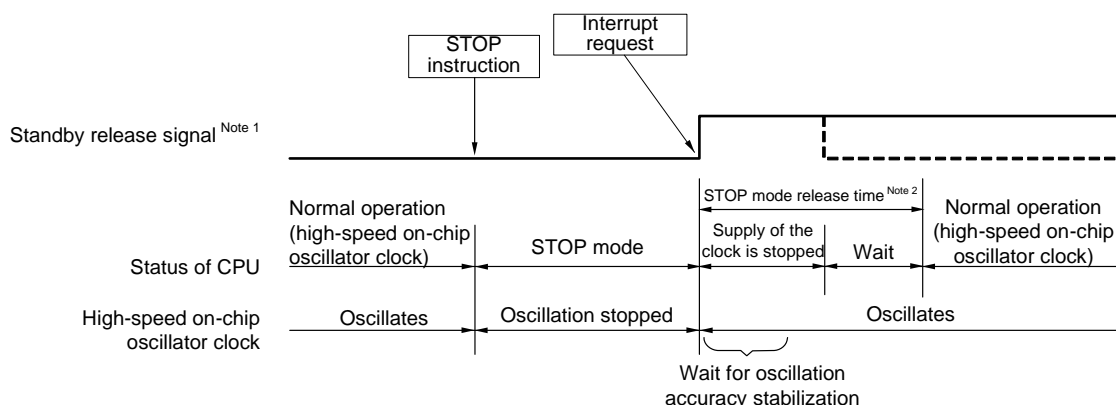 Interrupt
request
STOP
instruction
Standby release signal Note 1
STOP mode release time Note 2
Normal operation
(high-speed on-chip
oscillator clock)
STOP mode
Supply of the
clock is stopped
Wait
Normal operation
(high-speed on-chip
oscillator clock)
Status of CPU
High-speed on-chip
oscillator clock
Oscillates
Oscillation stopped
Oscillates
Wait for oscillation
accuracy stabilization